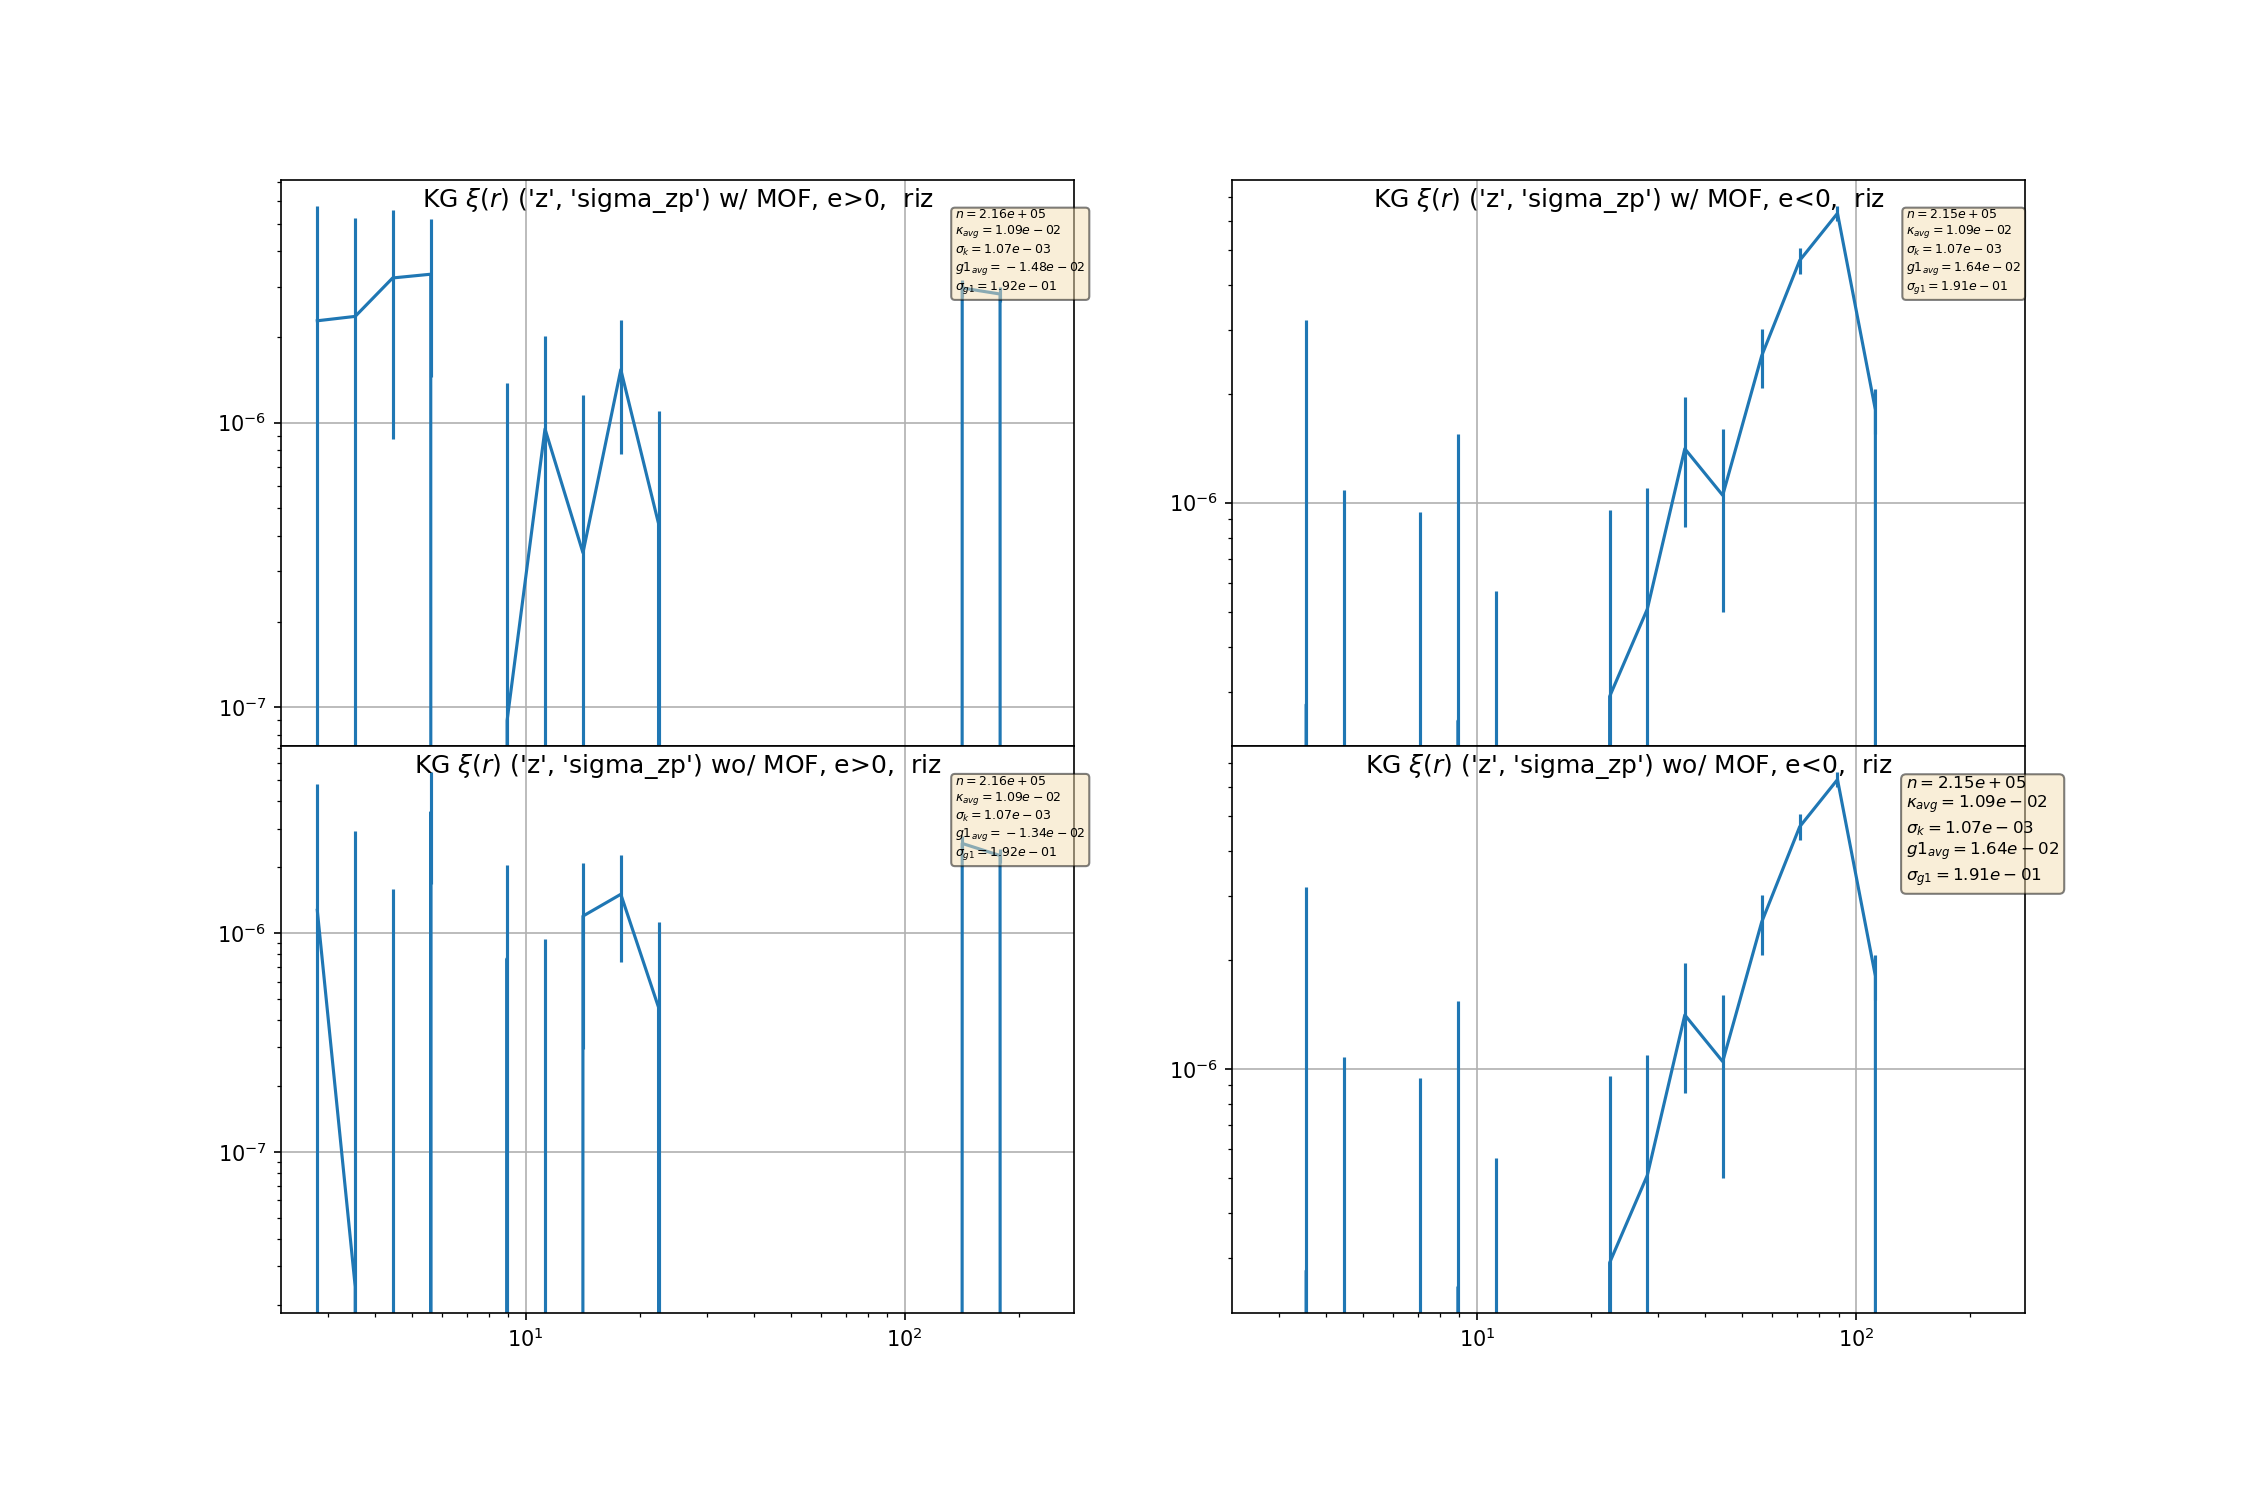 KG ξ(r) ('z', 'sigma_zp') w/ MOF, e>0,  riz
n = 2.16e + 05
κavg = 1.09e − 02
σk = 1.07e − 03
g1avg = − 1.48e − 02
σg1 = 1.92e − 01
10⁻⁶
10⁻⁷
KG ξ(r) ('z', 'sigma_zp') w/ MOF, e<0,  riz
n = 2.15e + 05
κavg = 1.09e − 02
σk = 1.07e − 03
g1avg = 1.64e − 02
σg1 = 1.91e − 01
10⁻⁶
KG ξ(r) ('z', 'sigma_zp') wo/ MOF, e>0,  riz
n = 2.16e + 05
κavg = 1.09e − 02
σk = 1.07e − 03
g1avg = − 1.34e − 02
σg1 = 1.92e − 01
10⁻⁶
10⁻⁷
10¹ 10²
KG ξ(r) ('z', 'sigma_zp') wo/ MOF, e<0,  riz
n = 2.15e + 05
κavg = 1.09e − 02
σk = 1.07e − 03
g1avg = 1.64e − 02
σg1 = 1.91e − 01
10⁻⁶
10¹ 10²